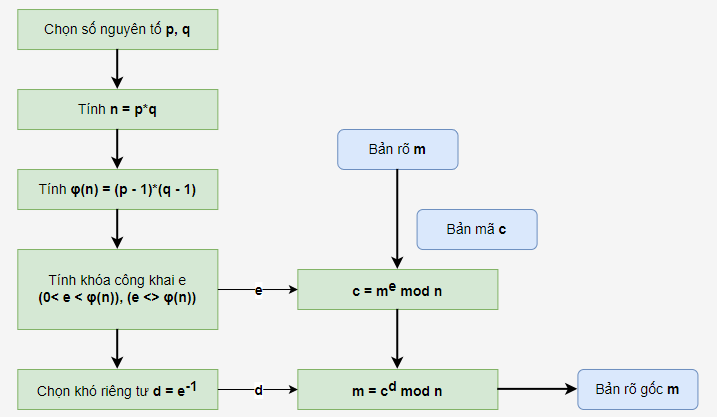 Chọn số nguyên tố p, q
Tính n = p*q
Tính φ(n) = (p - 1)*(q - 1)
Tính khóa công khai e
(0< e < φ(n)), (e <> φ(n))
e
Chọn khó riêng tư d = e⁻¹
d
Bản rõ m
Bản mã c
c = mᵉ mod n
m = cᵈ mod n
Bản rõ gốc m